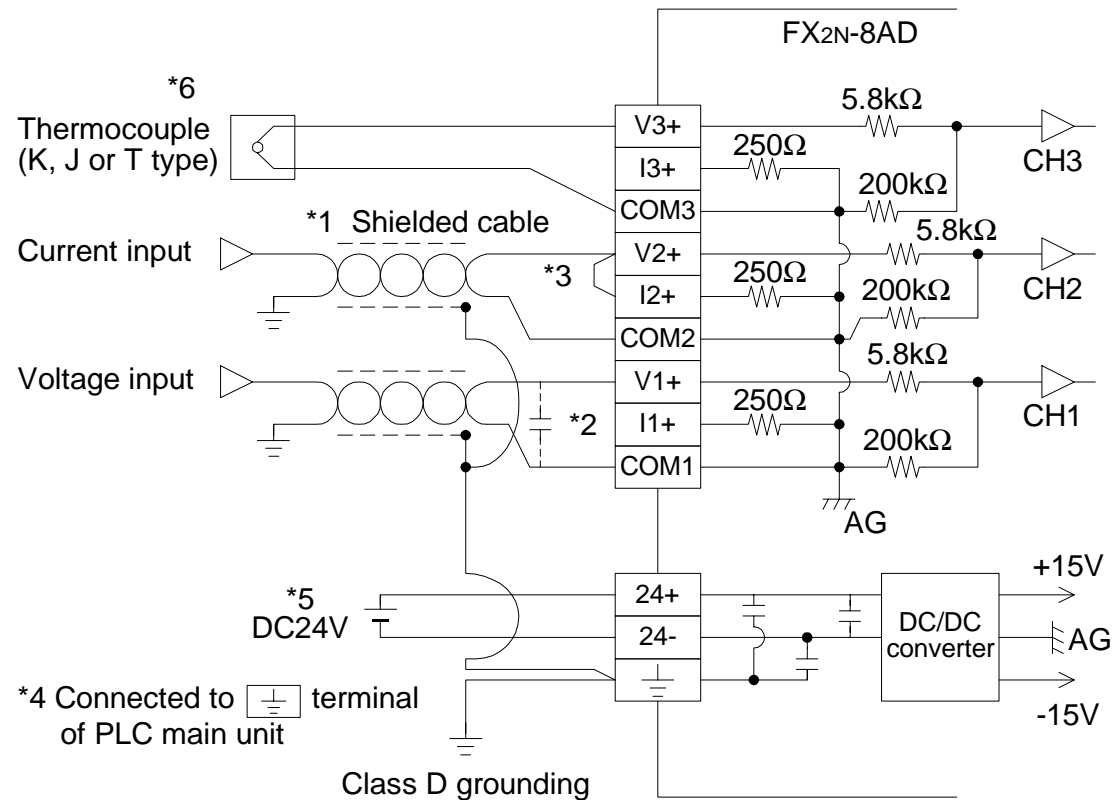 FX2N-8AD
*6
Thermocouple
(K, J or T type)
V3+
5.8kΩ
CH3
I3+
250Ω
COM3
200kΩ
*1 Shielded cable
Current input
V2+
5.8kΩ
*3
CH2
I2+
250Ω
200kΩ
COM2
Voltage input
V1+
5.8kΩ
CH1
*2
I1+
250Ω
COM1
200kΩ
AG
*5
DC24V
24+
24-
DC/DC
converter
+15V
AG
-15V
*4 Connected to terminal
of PLC main unit
Class D grounding